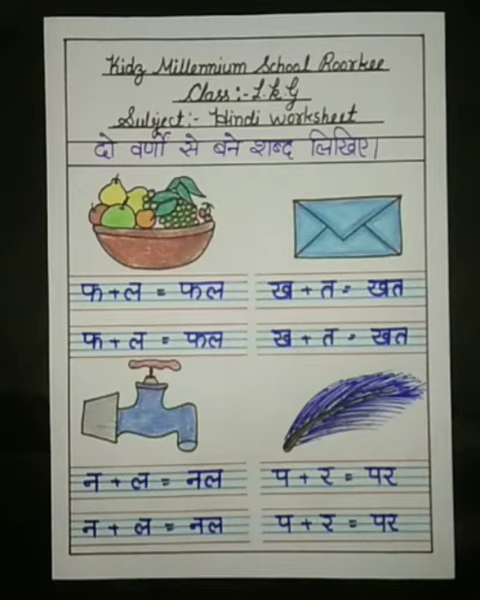 Kidz Millennium School Roorkee
Class:- L.k.G
Subject:- Hindi worksheet
दो वर्णो से बने शब्द लिखिए।
फ + ल = फल ख + त = खत
फ + ल = फल ख + त = खत
न + ल = नल प + र = पर
न + ल = नल प + र = पर